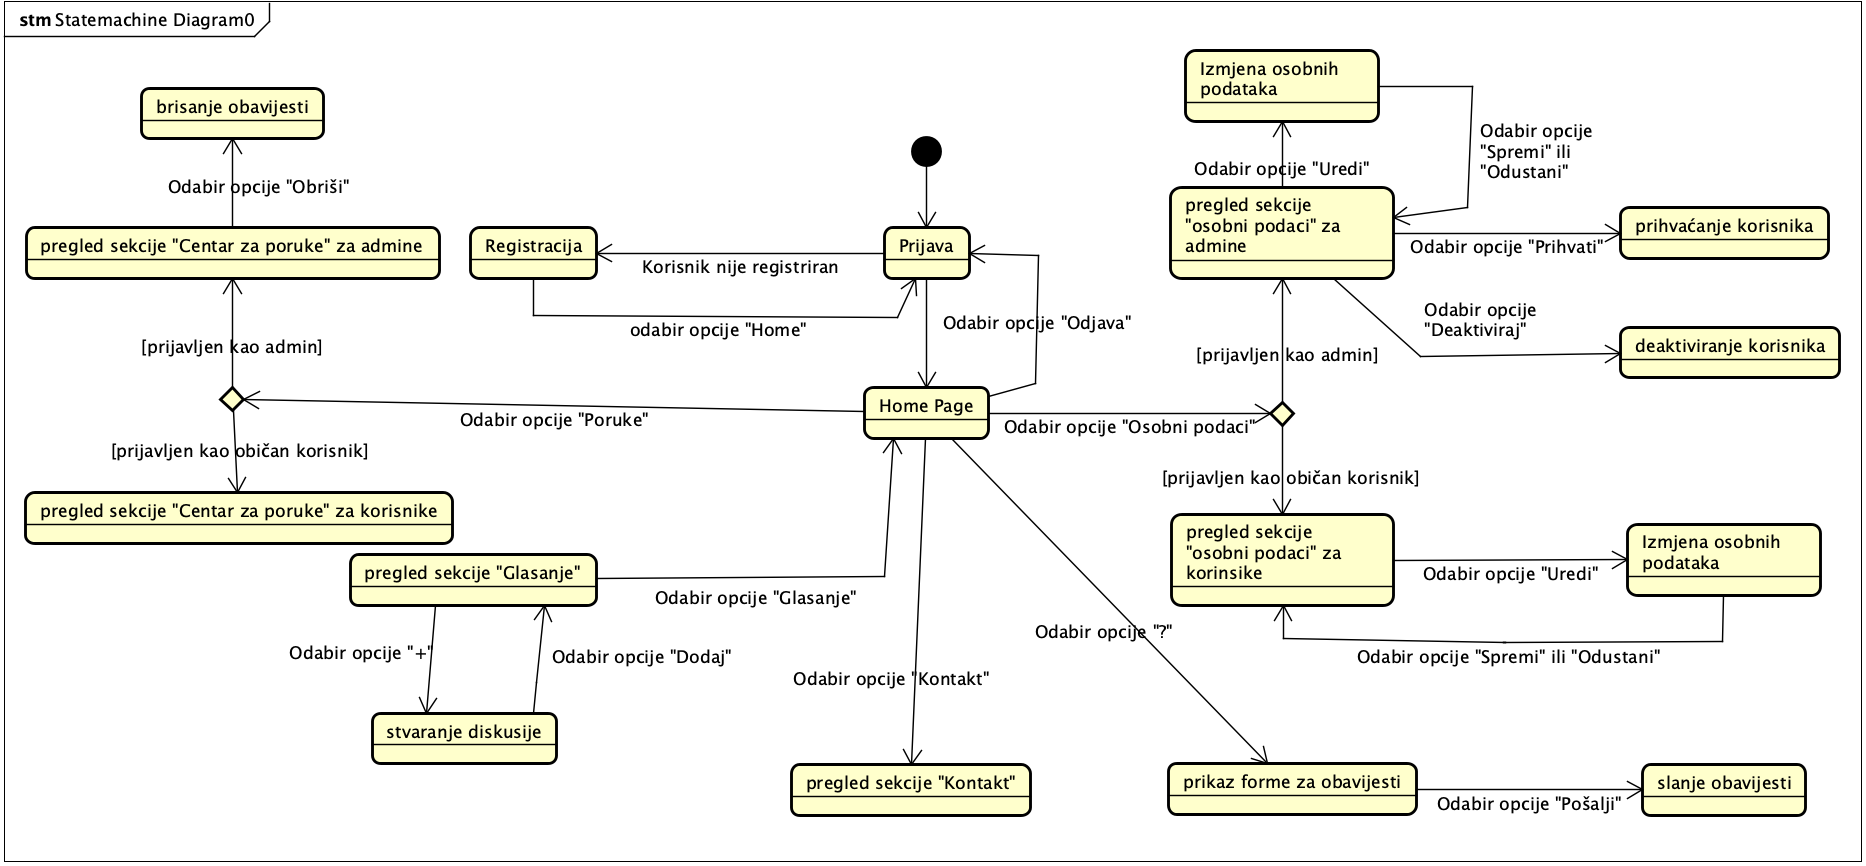 stm Statemachine Diagram0
Izmjena osobnih
podataka
brisanje obavijesti
Odabir opcije
"Spremi" ili
"Odustani"
Odabir opcije "Uredi"
Odabir opcije "Obriši"
pregled sekcije
"osobni podaci" za
admine
prihvaćanje korisnika
Odabir opcije "Prihvati"
pregled sekcije "Centar za poruke" za admine
Registracija
Prijava
Korisnik nije registriran
odabir opcije "Home"
Odabir opcije "Odjava"
Odabir opcije
"Deaktiviraj"
deaktiviranje korisnika
[prijavljen kao admin]
[prijavljen kao admin]
Home Page
Odabir opcije "Poruke"
Odabir opcije "Osobni podaci"
[prijavljen kao običan korisnik]
[prijavljen kao običan korisnik]
pregled sekcije "Centar za poruke" za korisnike
pregled sekcije
"osobni podaci" za
korinsike
Izmjena osobnih
podataka
Odabir opcije "Uredi"
pregled sekcije "Glasanje"
Odabir opcije "Glasanje"
Odabir opcije "?"
Odabir opcije "+"
Odabir opcije "Dodaj"
Odabir opcije "Spremi" ili "Odustani"
Odabir opcije "Kontakt"
stvaranje diskusije
pregled sekcije "Kontakt"
prikaz forme za obavijesti
slanje obavijesti
Odabir opcije "Pošalji"